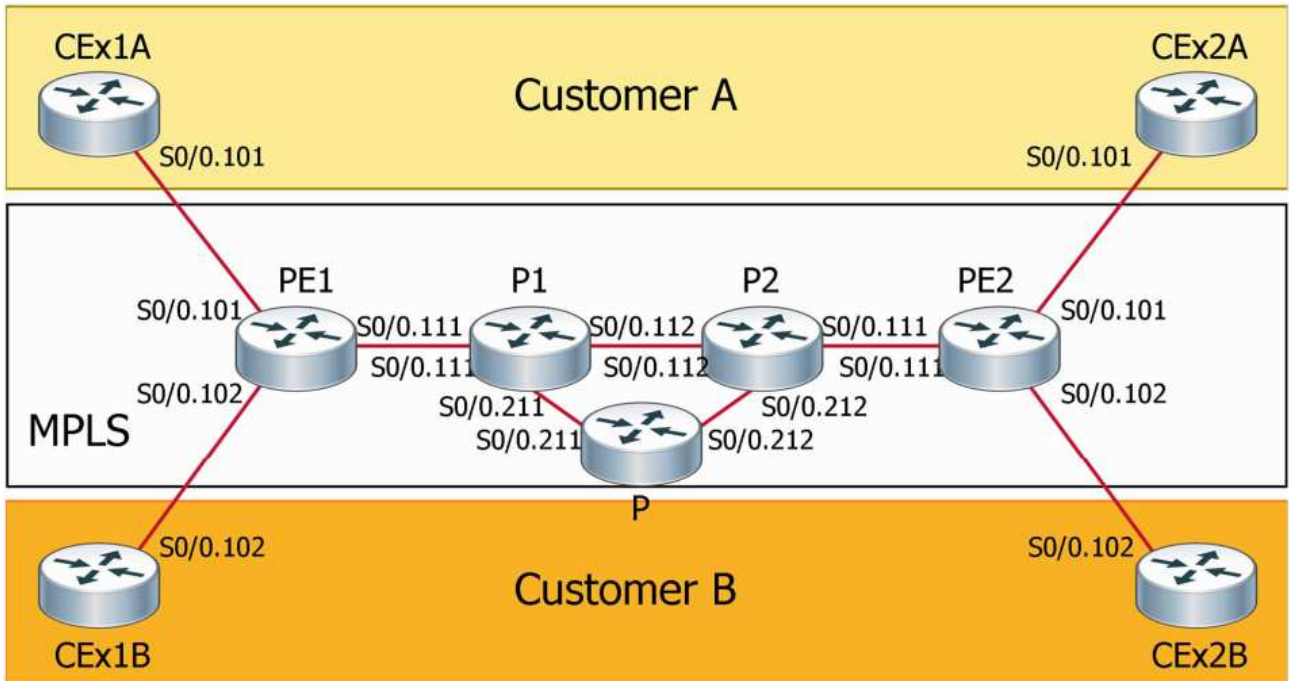 CEx1A
CEx2A
Customer A
S0/0.101
S0/0.101
PE1
P1
P2
PE2
S0/0.101
S0/0.101
S0/0.111
S0/0.112
S0/0.111
S0/0.111
S0/0.112
S0/0.111
S0/0.102
S0/0.102
S0/0.211
S0/0.212
MPLS
S0/0.211
S0/0.212
P
S0/0.102
S0/0.102
Customer B
CEx1B
CEx2B